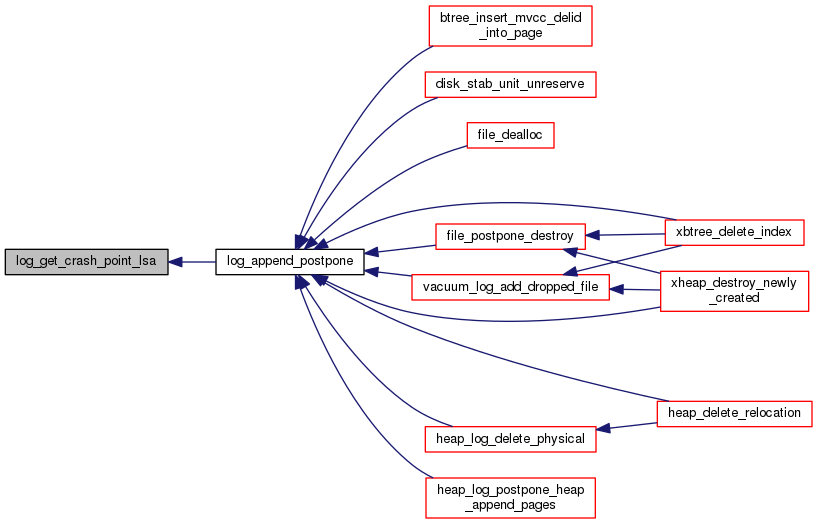 btree_insert_mvcc_delid
_into_page
disk_stab_unit_unreserve
file_dealloc
xbtree_delete_index
file_postpone_destroy
log_get_crash_point_lsa
log_append_postpone
vacuum_log_add_dropped_file
xheap_destroy_newly
_created
heap_delete_relocation
heap_log_delete_physical
heap_log_postpone_heap
_append_pages